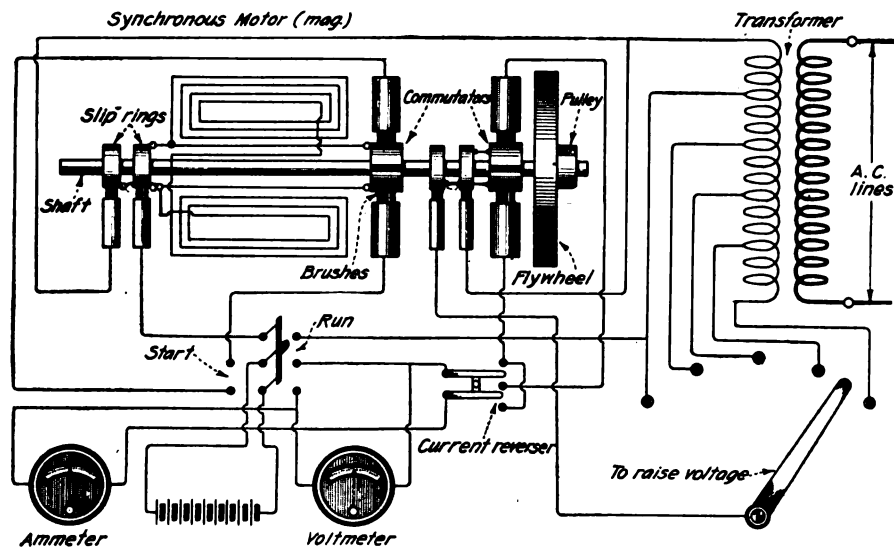 Synchronous Motor (mag.)
Transformer
Slip rings
Commutators
Pulley
A.C.
lines
Shaft
Brushes
Flywheel
Start
Run
Current reverser
To raise voltage
Ammeter
Voltmeter